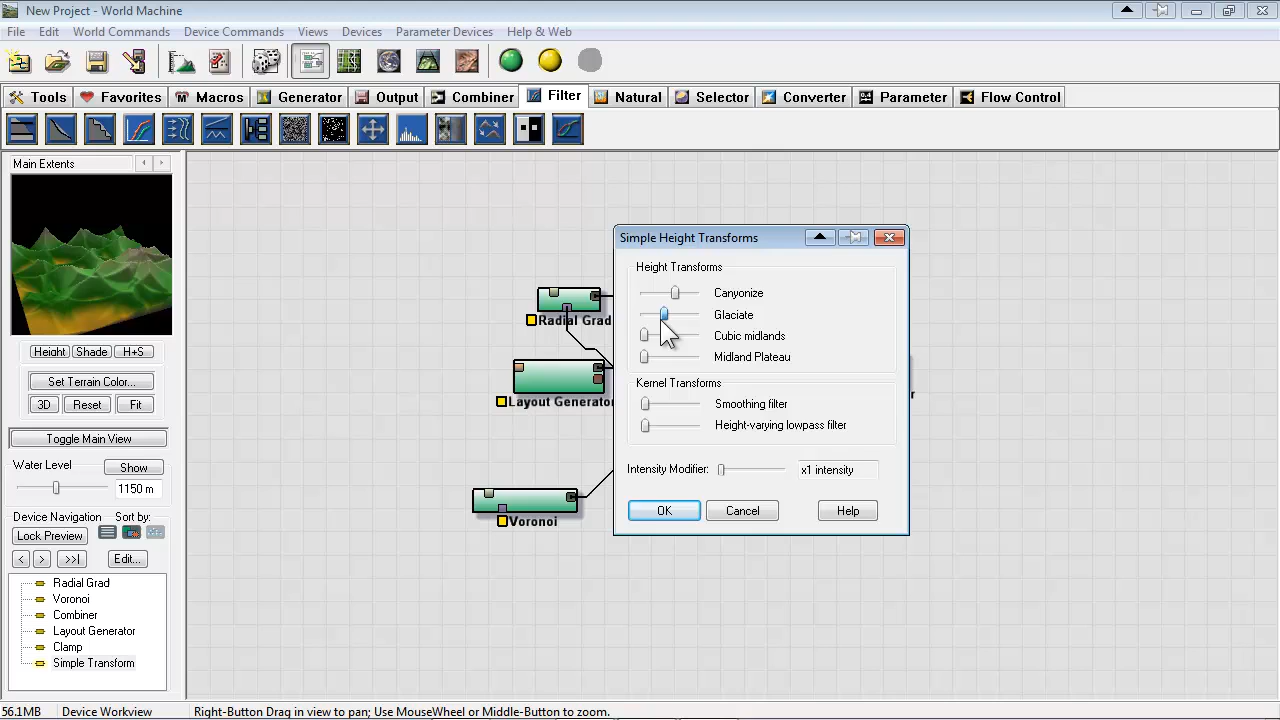 New Project - World Machine
File Edit World Commands Device Commands Views Devices Parameter Devices Help & Web
Tools Favorites Macros Generator Output Combiner Filter Natural Selector Converter Parameter Flow Control
Main Extents
Height Shade H+S
Set Terrain Color...
3D Reset Fit
Toggle Main View
Water Level Show
1150 m
Device Navigation Sort by:
Lock Preview
< > >>| Edit...
Radial Grad
Voronoi
Combiner
Layout Generator
Clamp
Simple Transform
Radial Grad
Layout Generator
Voronoi
r
Simple Height Transforms
Height Transforms
Canyonize
Glaciate
Cubic midlands
Midland Plateau
Kernel Transforms
Smoothing filter
Height-varying lowpass filter
Intensity Modifier: x1 intensity
OK Cancel Help
56.1MB Device Workview Right-Button Drag in view to pan; Use MouseWheel or Middle-Button to zoom.